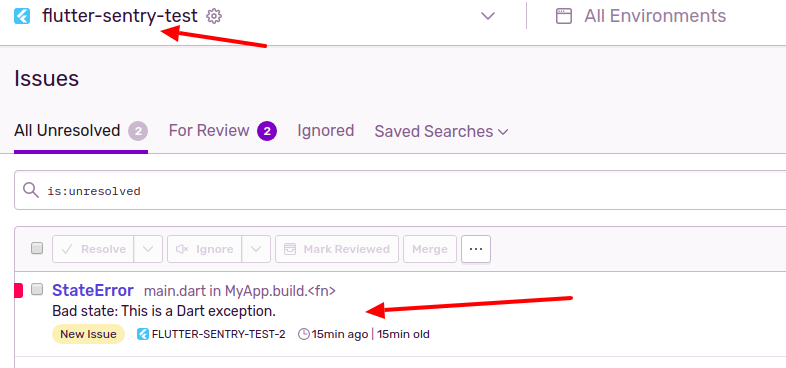 flutter-sentry-test
All Environments
Issues
All Unresolved 2 For Review 2 Ignored Saved Searches
is:unresolved
Resolve Ignore Mark Reviewed Merge ...
StateError main.dart in MyApp.build.<fn>
Bad state: This is a Dart exception.
New Issue FLUTTER-SENTRY-TEST-2 15min ago | 15min old